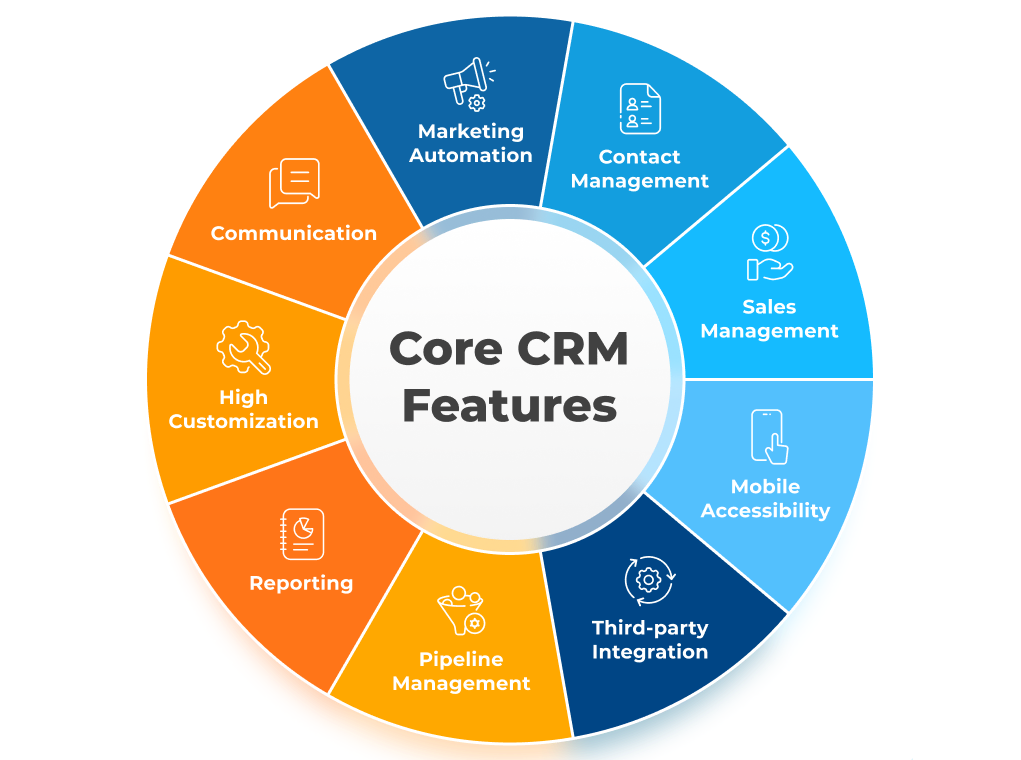 Core CRM
Features
Marketing
Automation
Contact
Management
$
Sales
Management
Mobile
Accessibility
Third-party
Integration
Pipeline
Management
Reporting
High
Customization
Communication